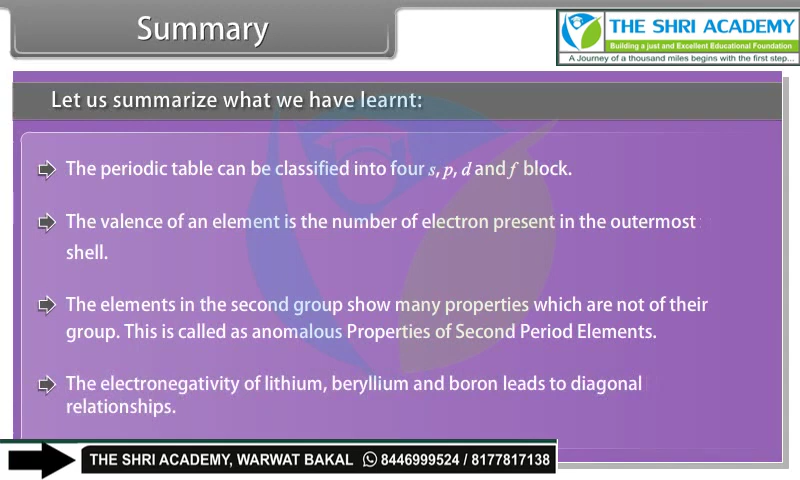 Summary
THE SHRI ACADEMY
Building a just and Excellent Educational Foundation
A Journey of a thousand miles begins with the first step...
Let us summarize what we have learnt:
The periodic table can be classified into four s, p, d and f block.
The valence of an element is the number of electron present in the outermost
shell.
The elements in the second group show many properties which are not of their
group. This is called as anomalous Properties of Second Period Elements.
The electronegativity of lithium, beryllium and boron leads to diagonal
relationships.
THE SHRI ACADEMY, WARWAT BAKAL 8446999524 / 8177817138